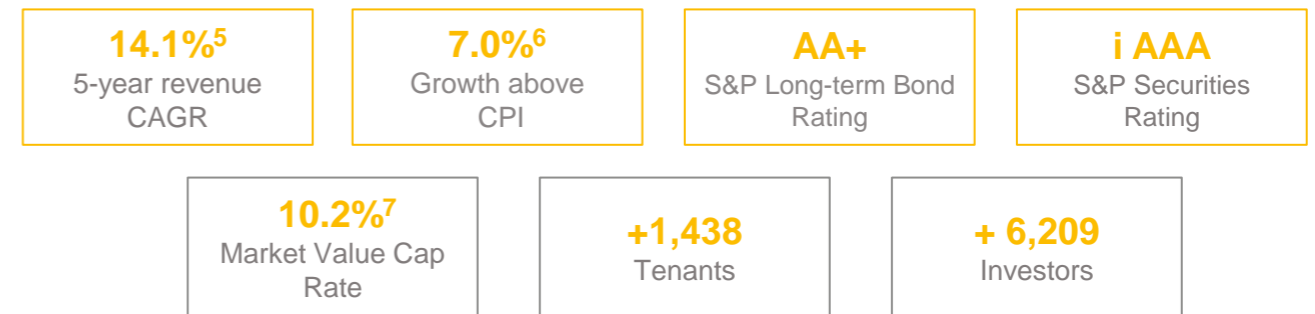 14.1%⁵
5-year revenue
CAGR
7.0%⁶
Growth above
CPI
AA+
S&P Long-term Bond
Rating
i AAA
S&P Securities
Rating
10.2%⁷
Market Value Cap
Rate
+1,438
Tenants
+ 6,209
Investors